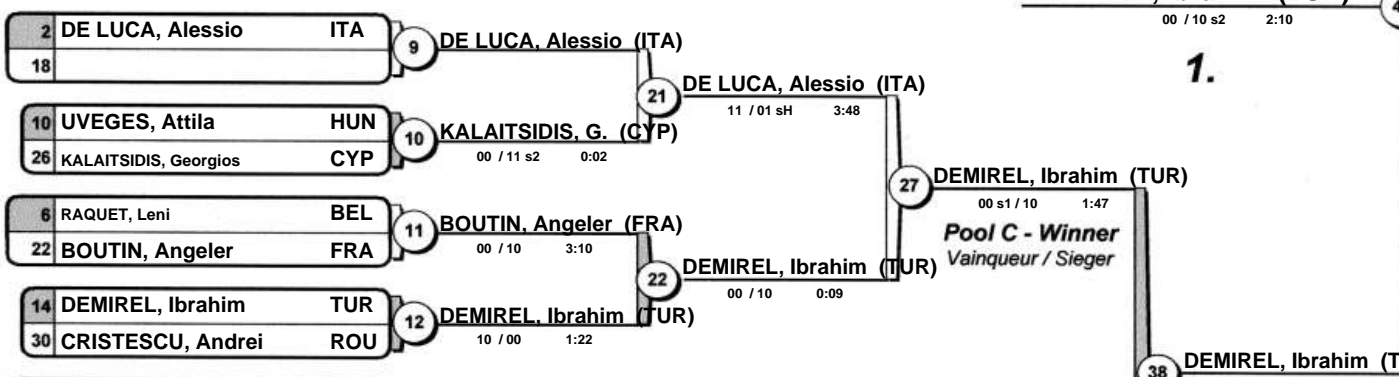 00 / 10 s2 2:10
1.
2 DE LUCA, Alessio ITA
18
9
DE LUCA, Alessio (ITA)
10 UVEGES, Attila HUN
26 KALAITSIDIS, Georgios CYP
10
KALAITSIDIS, G. (CYP)
00 / 11 s2 0:02
21
DE LUCA, Alessio (ITA)
11 / 01 sH 3:48
6 RAQUET, Leni BEL
22 BOUTIN, Angeler FRA
11
BOUTIN, Angeler (FRA)
00 / 10 3:10
14 DEMIREL, Ibrahim TUR
30 CRISTESCU, Andrei ROU
12
DEMIREL, Ibrahim (TUR)
10 / 00 1:22
22
DEMIREL, Ibrahim (TUR)
00 / 10 0:09
27
DEMIREL, Ibrahim (TUR)
00 s1 / 10 1:47
Pool C - Winner
Vainqueur / Sieger
38
DEMIREL, Ibrahim (T